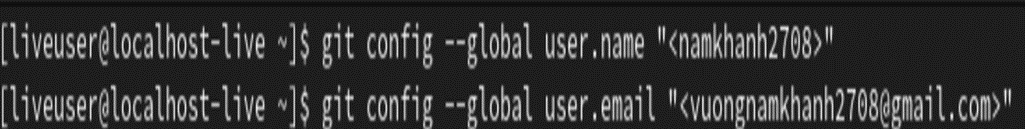 [liveuser@localhost-live ~]$ git config --global user.name "<namkhanh2708>"
[liveuser@localhost-live ~]$ git config --global user.email "<vuongnamkhanh2708@gmail.com>"